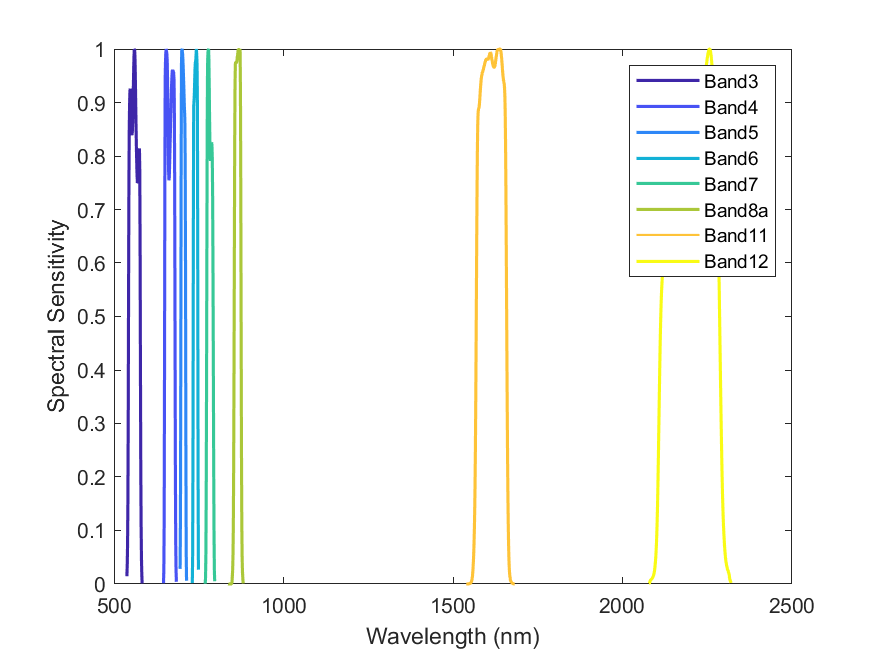 1
0.9
0.8
0.7
0.6
0.5
0.4
0.3
0.2
0.1
0
Spectral Sensitivity
Band3
Band4
Band5
Band6
Band7
Band8a
Band11
Band12
500 1000 1500 2000 2500
Wavelength (nm)